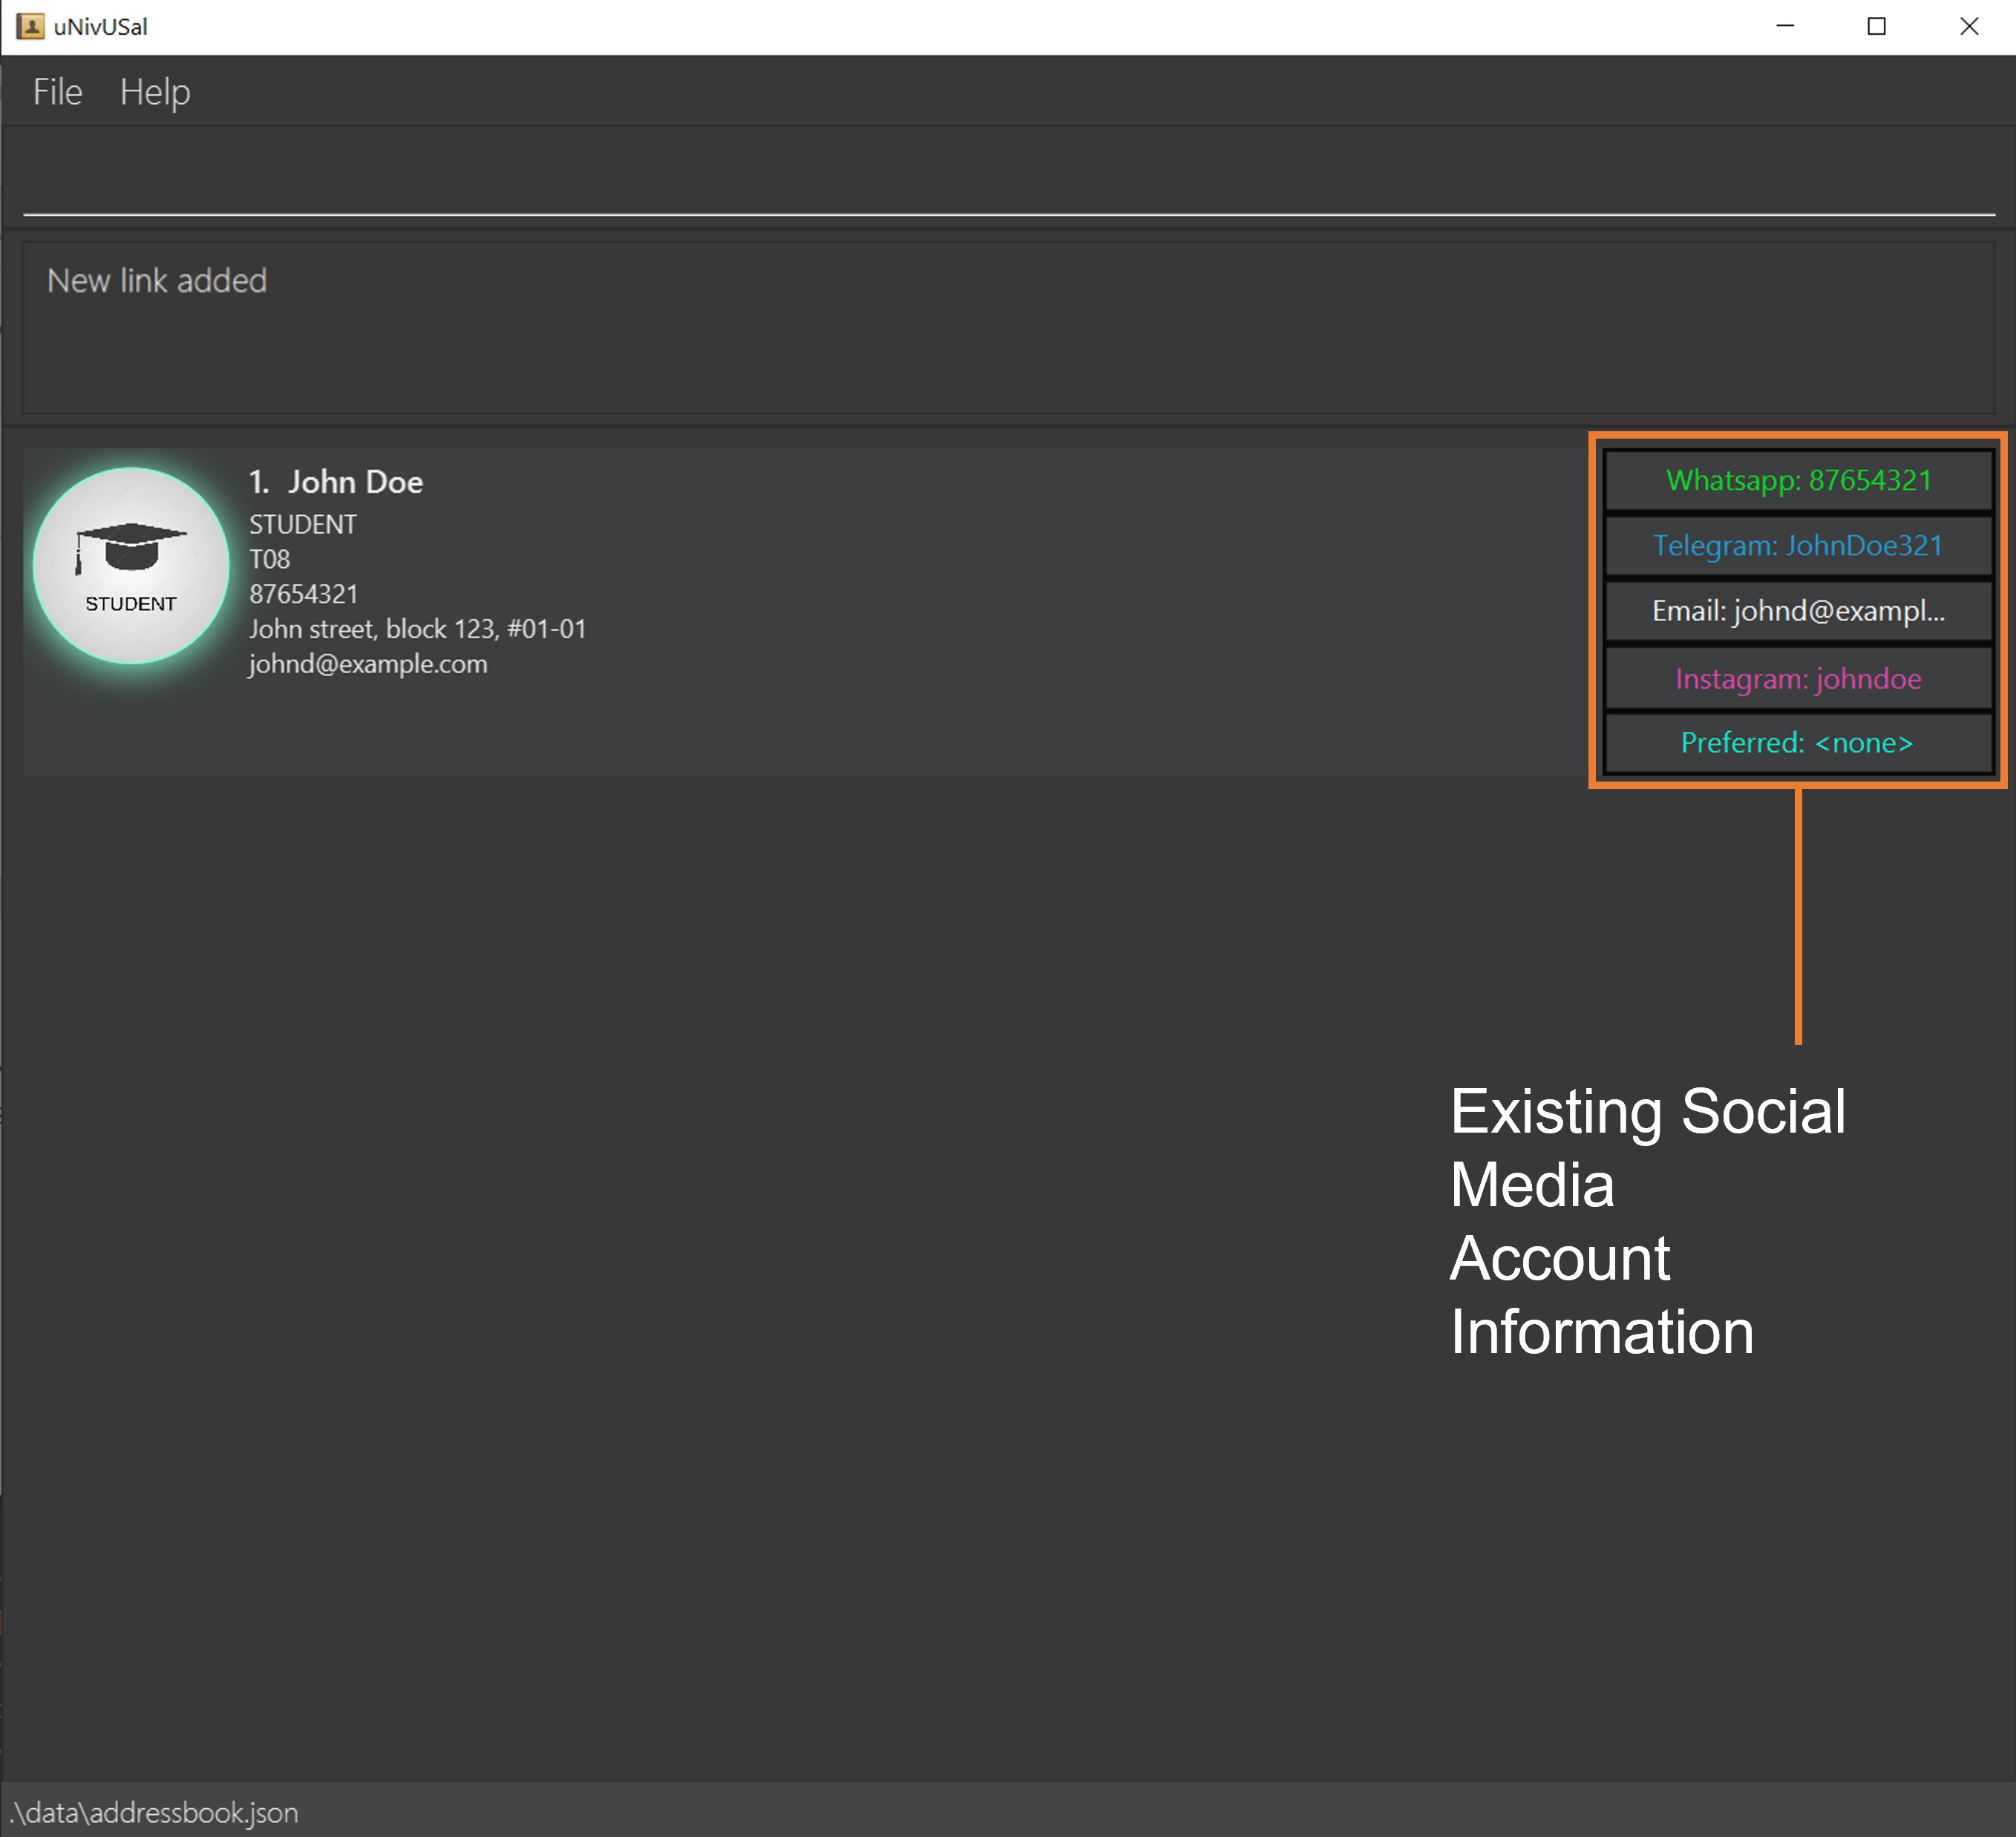 uNivUSal
File Help
New link added
1. John Doe
STUDENT
T08
87654321
John street, block 123, #01-01
johnd@example.com
STUDENT
Whatsapp: 87654321
Telegram: JohnDoe321
Email: johnd@exampl...
Instagram: johndoe
Preferred: <none>
Existing Social
Media
Account
Information
.\data\addressbook.json